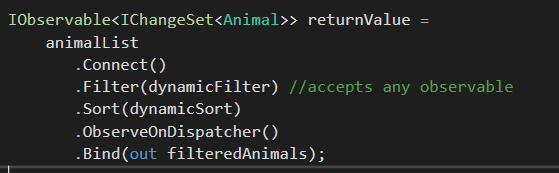 IObservable<IChangeSet<Animal>> returnValue =
animalList
.Connect()
.Filter(dynamicFilter) //accepts any observable
.Sort(dynamicSort)
.ObserveOnDispatcher()
.Bind(out filteredAnimals);